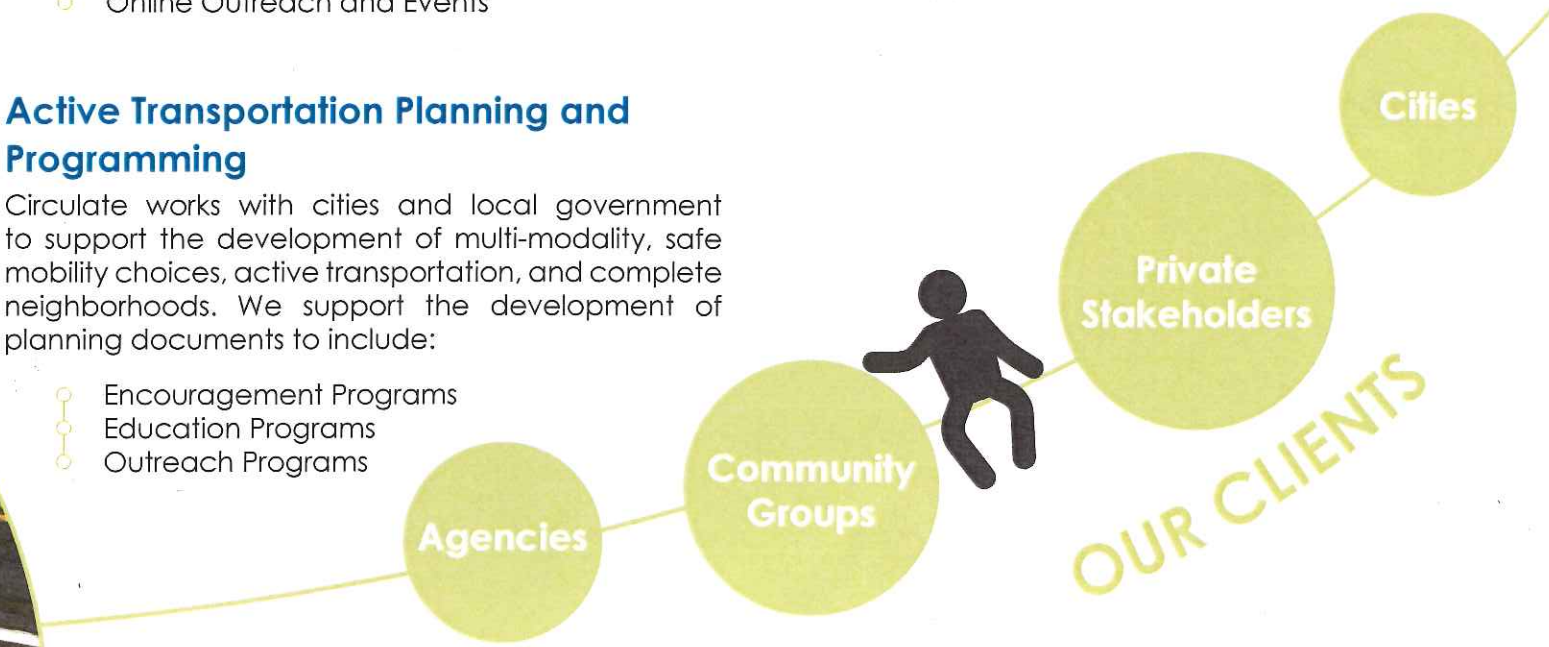 Online Outreach and Events
Active Transportation Planning and
Programming
Circulate works with cities and local government
to support the development of multi-modality, safe
mobility choices, active transportation, and complete
neighborhoods. We support the development of
planning documents to include:
Encouragement Programs
Education Programs
Outreach Programs
Agencies
Community
Groups
Private
Stakeholders
Cities
OUR CLIENTS